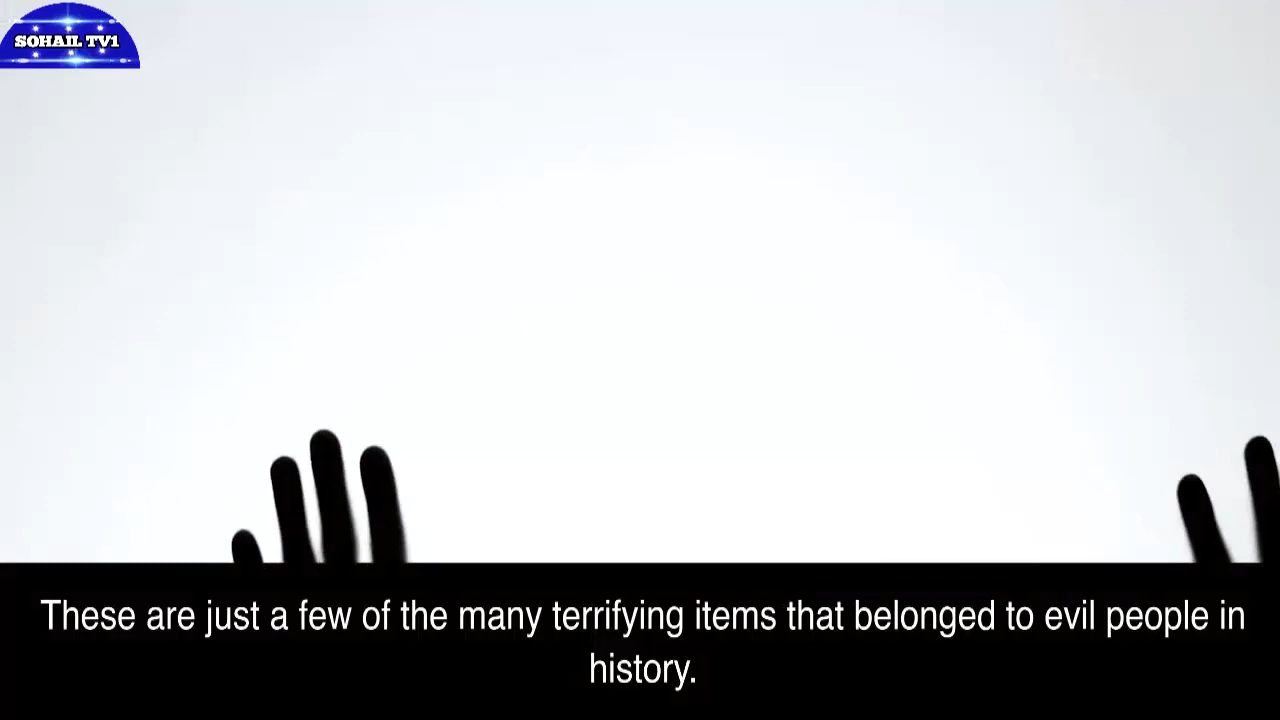 SOHAIL TV1
These are just a few of the many terrifying items that belonged to evil people in
history.